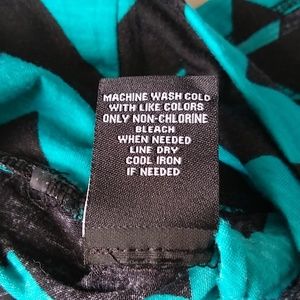 MACHINE WASH COLD
WITH LIKE COLORS
ONLY NON-CHLORINE
BLEACH
WHEN NEEDED
LINE DRY
COOL IRON
IF NEEDED